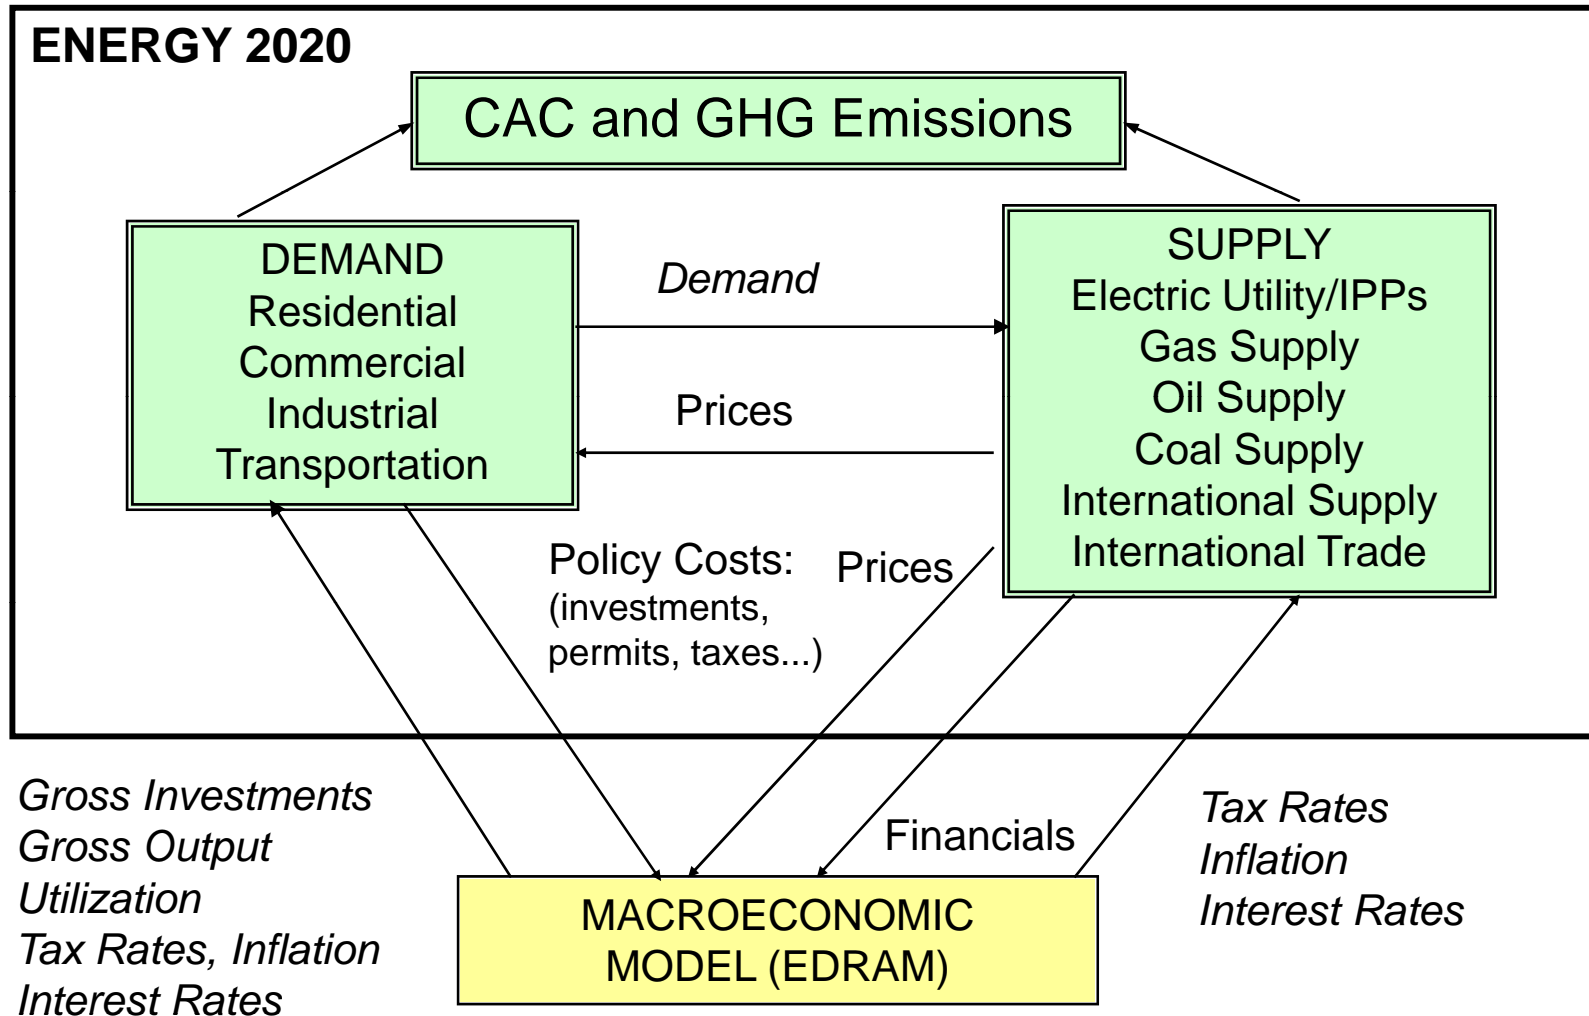 ENERGY 2020
CAC and GHG Emissions
DEMAND
Residential
Commercial
Industrial
Transportation
Demand
Prices
SUPPLY
Electric Utility/IPPs
Gas Supply
Oil Supply
Coal Supply
International Supply
International Trade
Policy Costs:
(investments,
permits, taxes...)
Prices
Gross Investments
Gross Output
Utilization
Tax Rates, Inflation
Interest Rates
Financials
Tax Rates
Inflation
Interest Rates
MACROECONOMIC
MODEL (EDRAM)